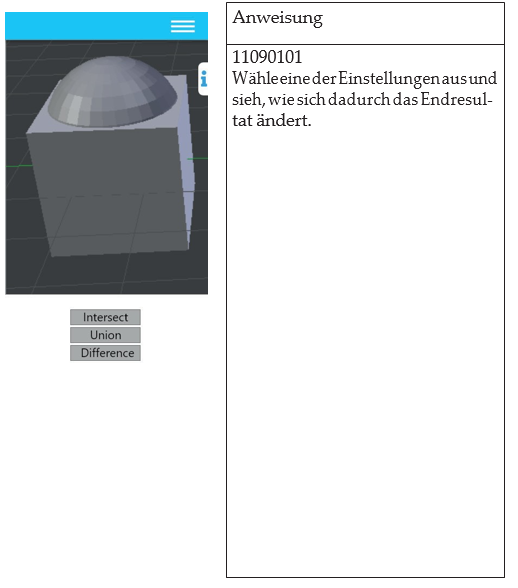 Anweisung
11090101
Wähle eine der Einstellungen aus und
sieh, wie sich dadurch das Endresul-
tat ändert.
i
Intersect
Union
Difference